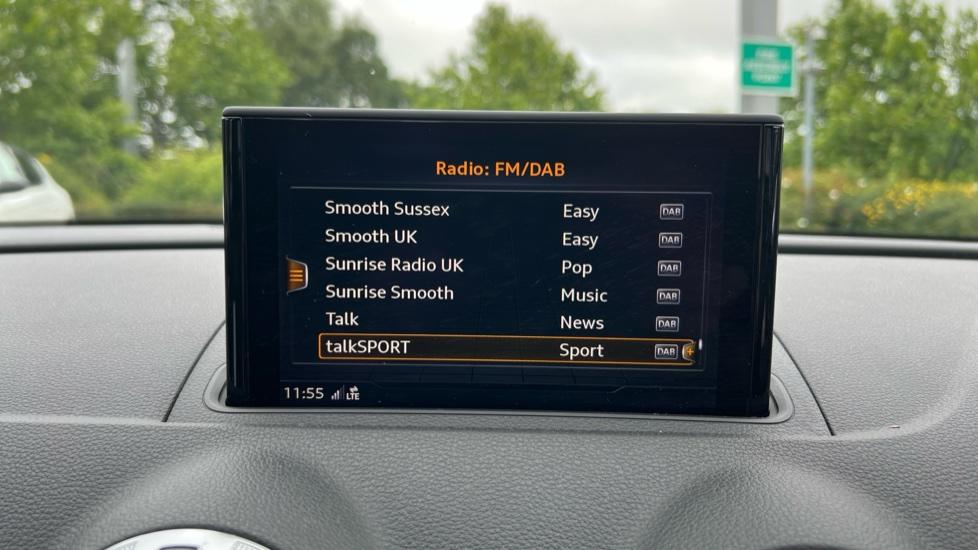 Radio: FM/DAB
Smooth Sussex Easy DAB
Smooth UK Easy DAB
Sunrise Radio UK Pop DAB
Sunrise Smooth Music DAB
Talk News DAB
talkSPORT Sport DAB
11:55 LTE